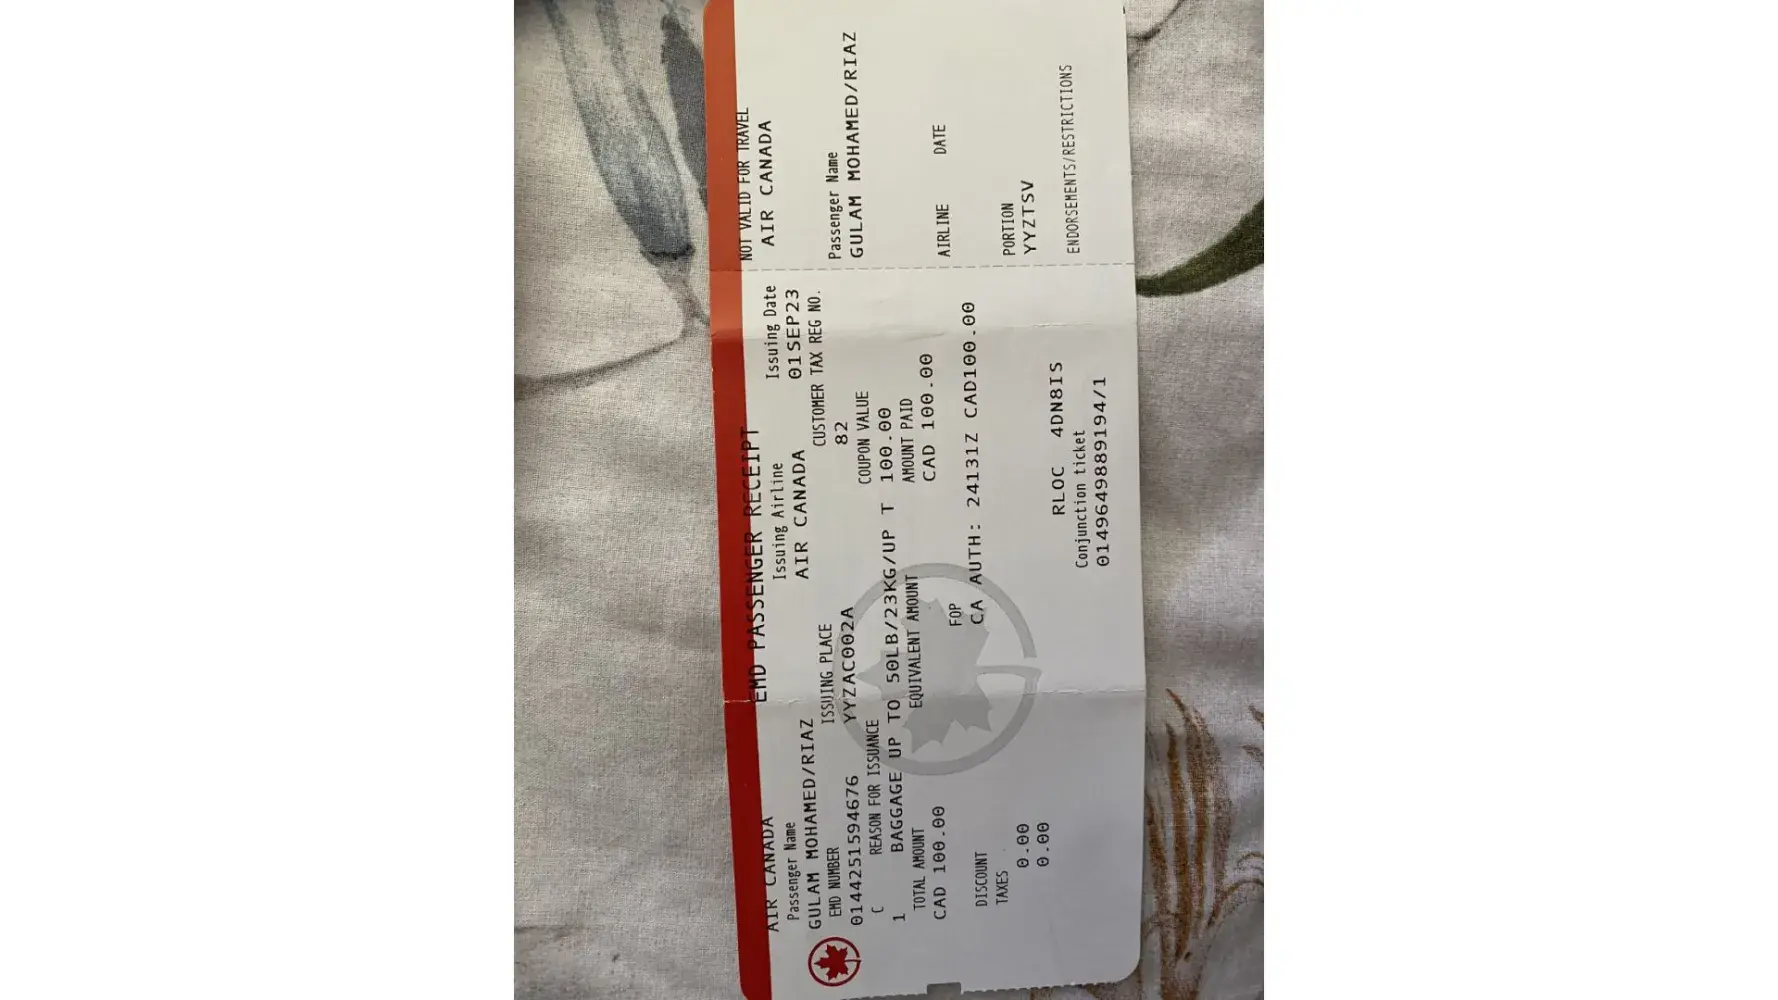 AIR CANADA
EMD PASSENGER RECEIPT
Passenger Name
Issuing Airline
Issuing Date
GULAM MOHAMED/RIAZ
AIR CANADA
01SEP23
EMD NUMBER
ISSUING PLACE
CUSTOMER TAX REG NO.
0144251594676
YYZAC002A
82
C
REASON FOR ISSUANCE
COUPON VALUE
1 BAGGAGE UP TO 50LB/23KG/UP T 100.00
TOTAL AMOUNT
EQUIVALENT AMOUNT
AMOUNT PAID
CAD 100.00
CAD 100.00
FOP
DISCOUNT
CA AUTH: 24131Z CAD100.00
TAXES
0.00
0.00
RLOC 4DN8IS
Conjunction ticket
0149649889194/1
NOT VALID FOR TRAVEL
AIR CANADA
Passenger Name
GULAM MOHAMED/RIAZ
AIRLINE DATE
PORTION
YYZTSV
ENDORSEMENTS/RESTRICTIONS